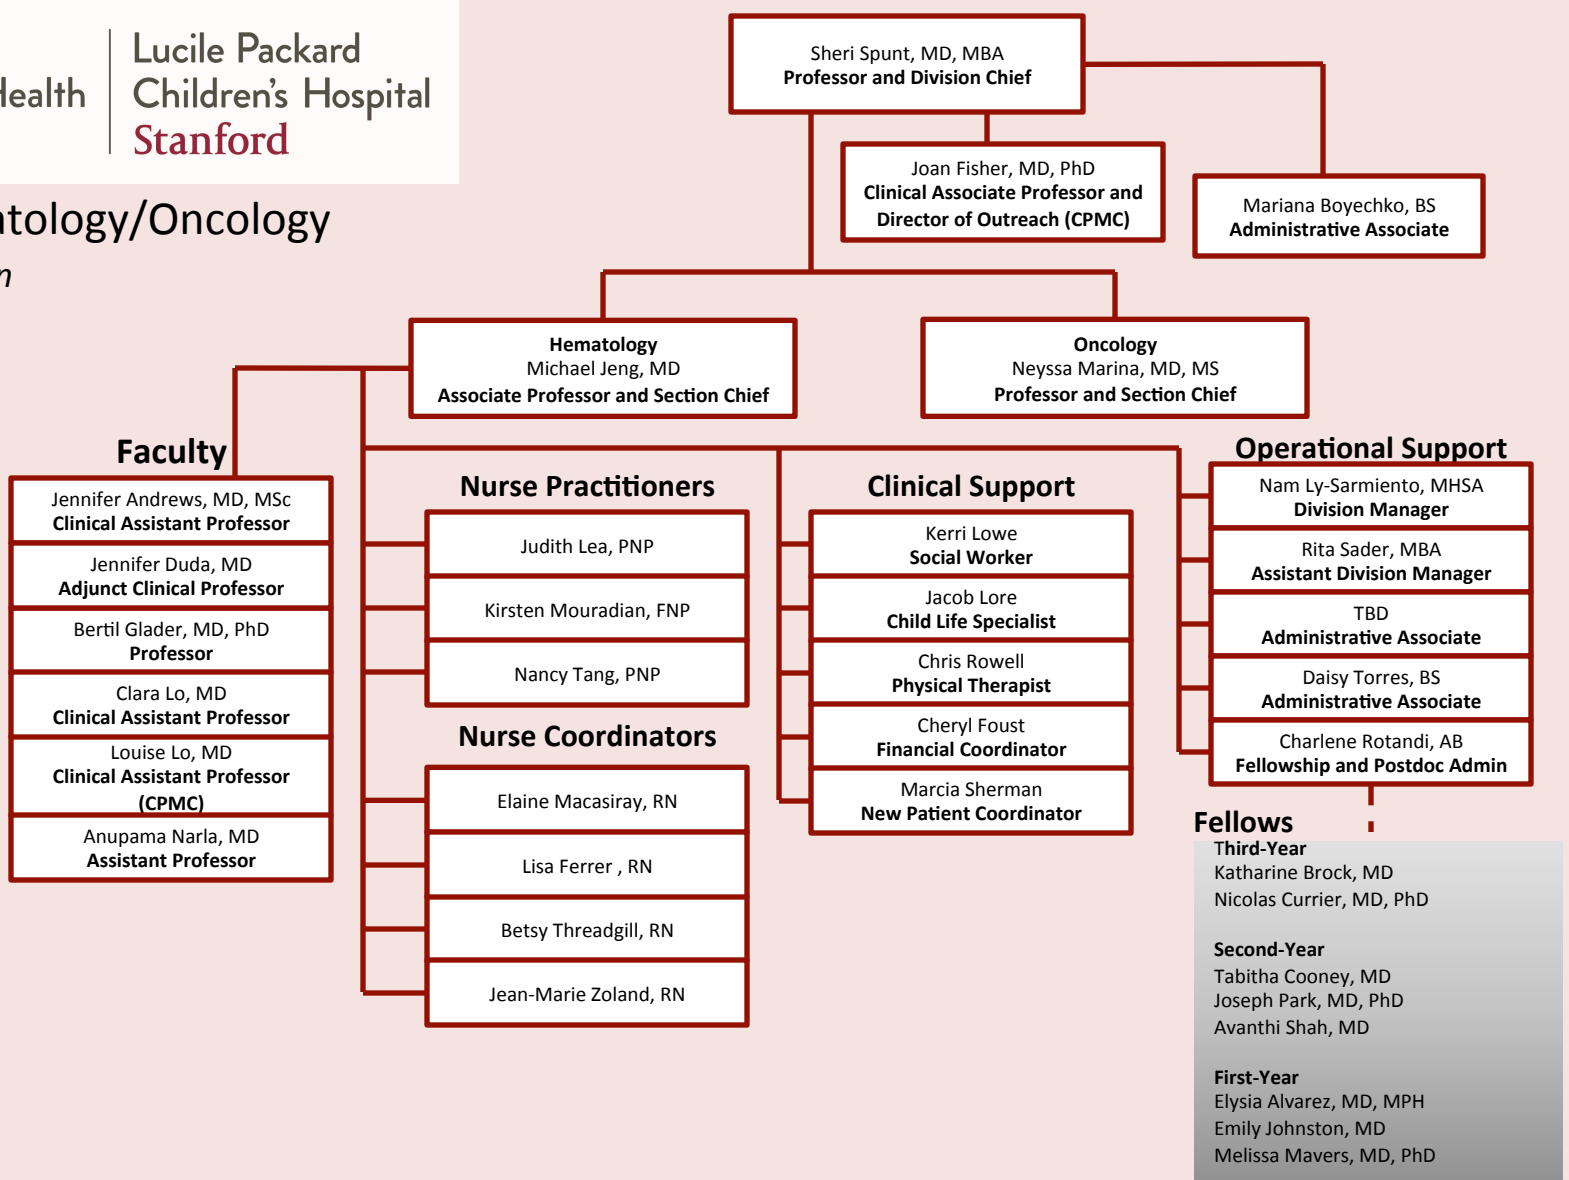 Health
Lucile Packard
Children's Hospital
Stanford
atology/Oncology
n
Sheri Spunt, MD, MBA
Professor and Division Chief
Joan Fisher, MD, PhD
Clinical Associate Professor and
Director of Outreach (CPMC)
Mariana Boyechko, BS
Administrative Associate
Hematology
Michael Jeng, MD
Associate Professor and Section Chief
Oncology
Neyssa Marina, MD, MS
Professor and Section Chief
Faculty
Jennifer Andrews, MD, MSc
Clinical Assistant Professor
Jennifer Duda, MD
Adjunct Clinical Professor
Bertil Glader, MD, PhD
Professor
Clara Lo, MD
Clinical Assistant Professor
Louise Lo, MD
Clinical Assistant Professor
(CPMC)
Anupama Narla, MD
Assistant Professor
Nurse Practitioners
Judith Lea, PNP
Kirsten Mouradian, FNP
Nancy Tang, PNP
Nurse Coordinators
Elaine Macasiray, RN
Lisa Ferrer , RN
Betsy Threadgill, RN
Jean-Marie Zoland, RN
Clinical Support
Kerri Lowe
Social Worker
Jacob Lore
Child Life Specialist
Chris Rowell
Physical Therapist
Cheryl Foust
Financial Coordinator
Marcia Sherman
New Patient Coordinator
Operational Support
Nam Ly-Sarmiento, MHSA
Division Manager
Rita Sader, MBA
Assistant Division Manager
TBD
Administrative Associate
Daisy Torres, BS
Administrative Associate
Charlene Rotandi, AB
Fellowship and Postdoc Admin
Fellows
Third-Year
Katharine Brock, MD
Nicolas Currier, MD, PhD
Second-Year
Tabitha Cooney, MD
Joseph Park, MD, PhD
Avanthi Shah, MD
First-Year
Elysia Alvarez, MD, MPH
Emily Johnston, MD
Melissa Mavers, MD, PhD